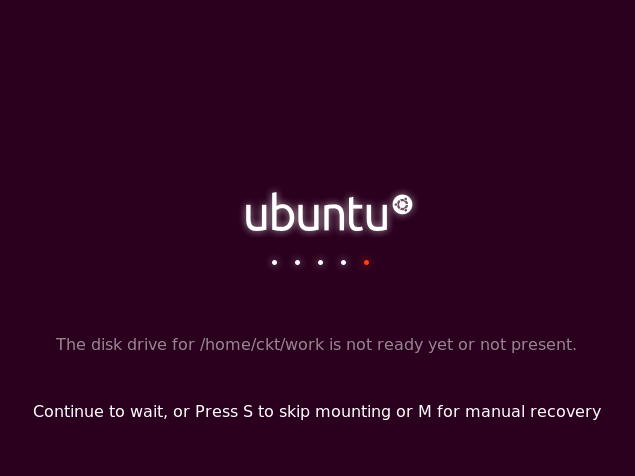 ubuntu
The disk drive for /home/ckt/work is not ready yet or not present.
Continue to wait, or Press S to skip mounting or M for manual recovery